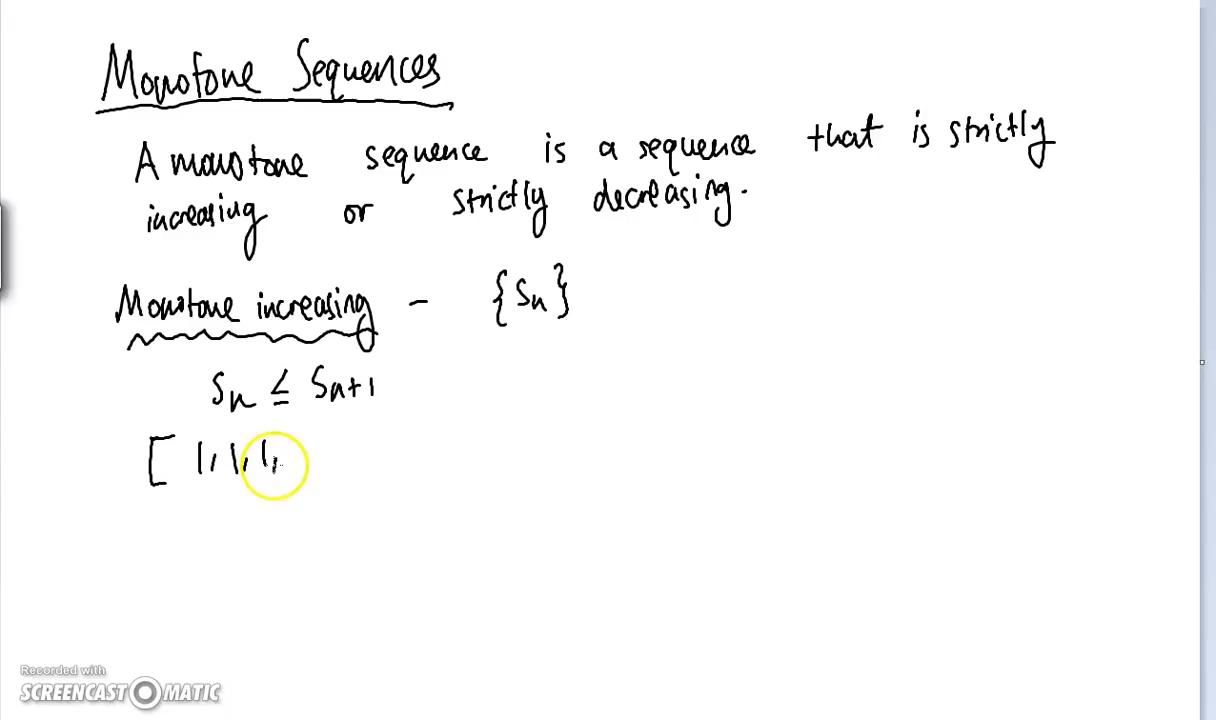 Monotone Sequences
A monotone sequence is a sequence that is strictly
increasing or strictly decreasing.
Monotone increasing - {Sn}
Sn ≤ Sn+1
[ 1, 1, 1,
Recorded with
SCREENCAST MATIC